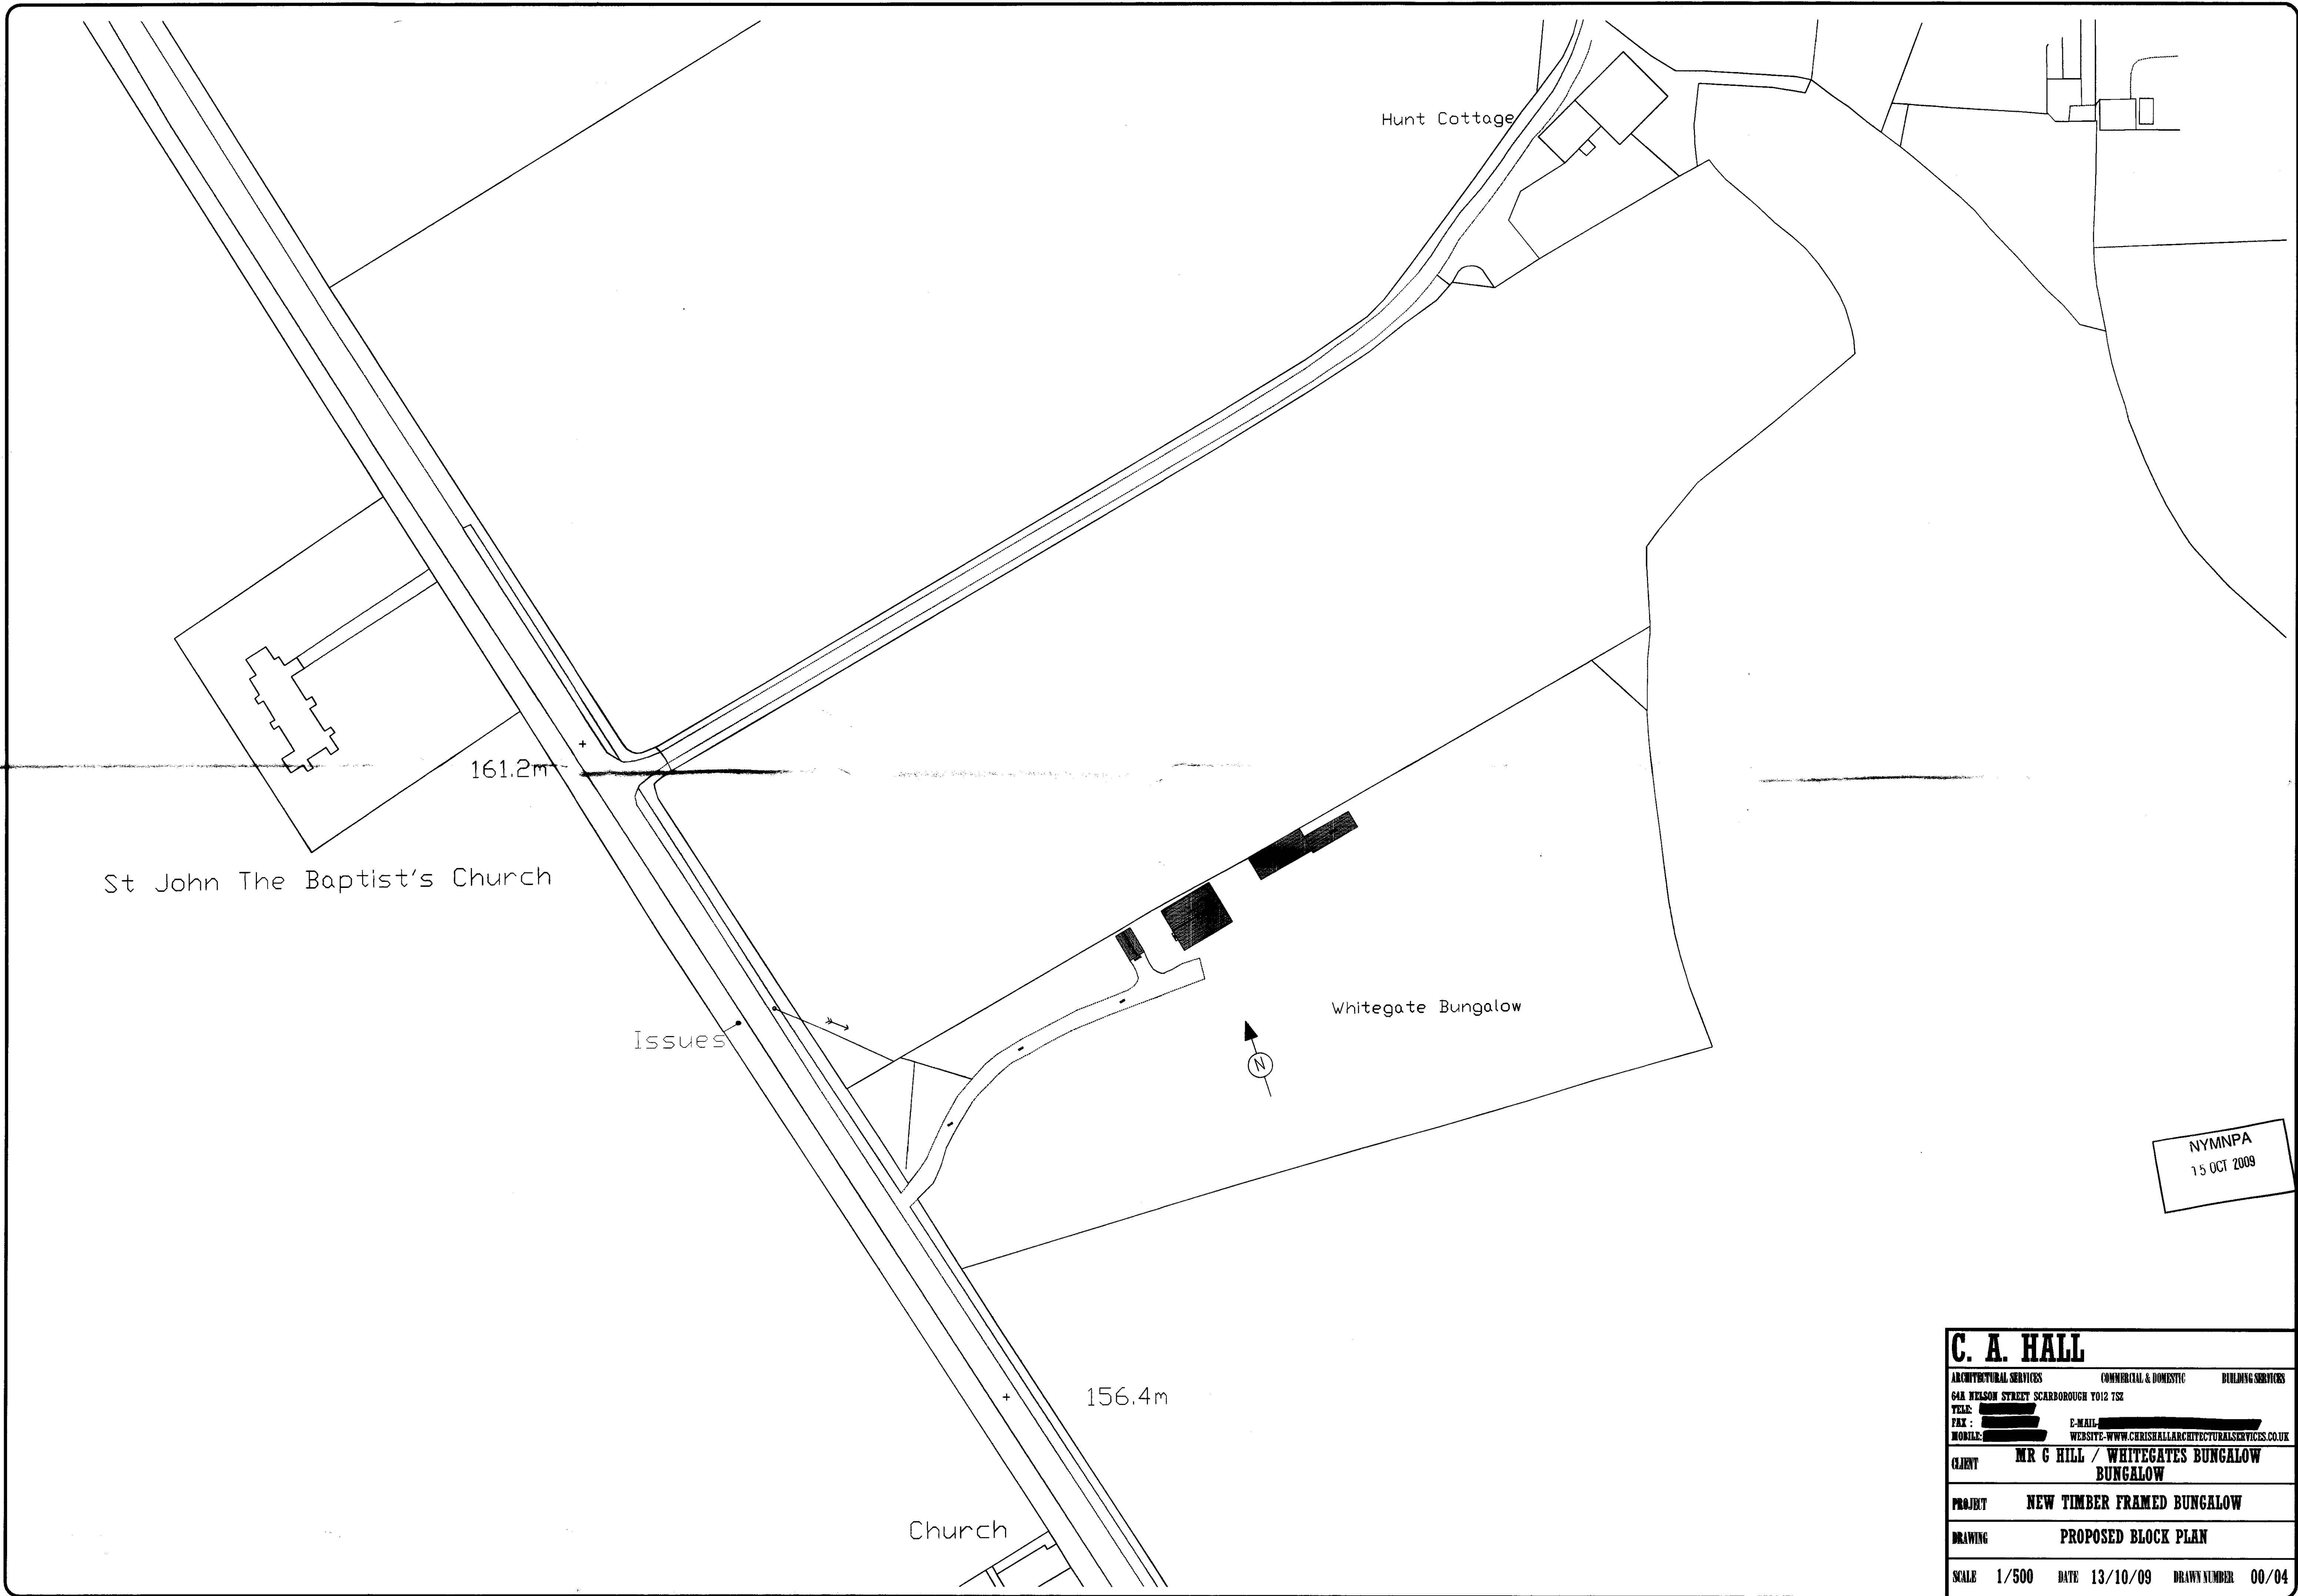 Hunt Cottage
161.2m
St John The Baptist's Church
Issues
Whitegate Bungalow
N
NYMNPA
15 OCT 2009
156.4m
Church
C. A. HALL
ARCHITECTURAL SERVICES COMMERCIAL & DOMESTIC BUILDING SERVICES
64A NELSON STREET SCARBOROUGH YO12 7SZ
TELE:
FAX : E-MAIL-
MOBILE: WEBSITE-WWW.CHRISHALLARCHITECTURALSERVICES.CO.UK
CLIENT MR G HILL / WHITEGATES BUNGALOW
BUNGALOW
PROJECT NEW TIMBER FRAMED BUNGALOW
DRAWING PROPOSED BLOCK PLAN
SCALE 1/500 DATE 13/10/09 DRAWN NUMBER 00/04